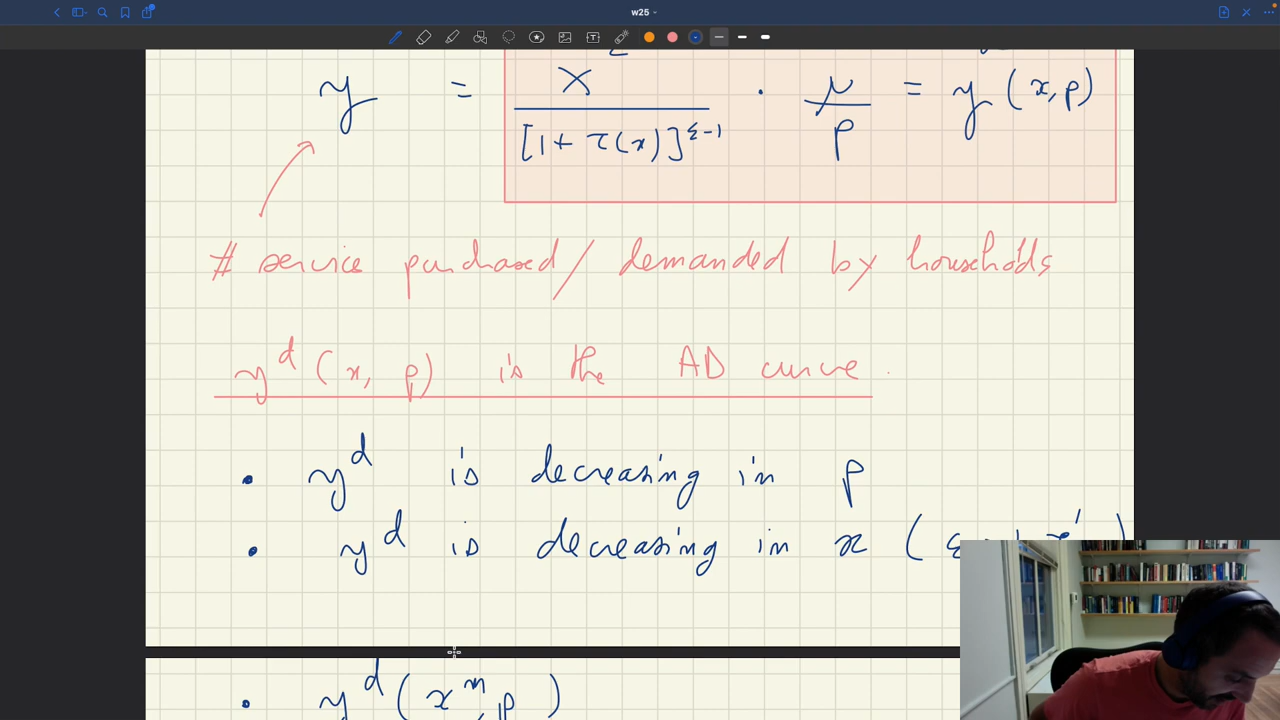 w25
y = χ^ε / [1 + τ(x)]^{ε-1} · μ/p = y (x, p)
# service purchased / demanded by households
y^d (x, p) is the AD curve.
• y^d is decreasing in p
• y^d is decreasing in x (
• y^d (x^m, p)